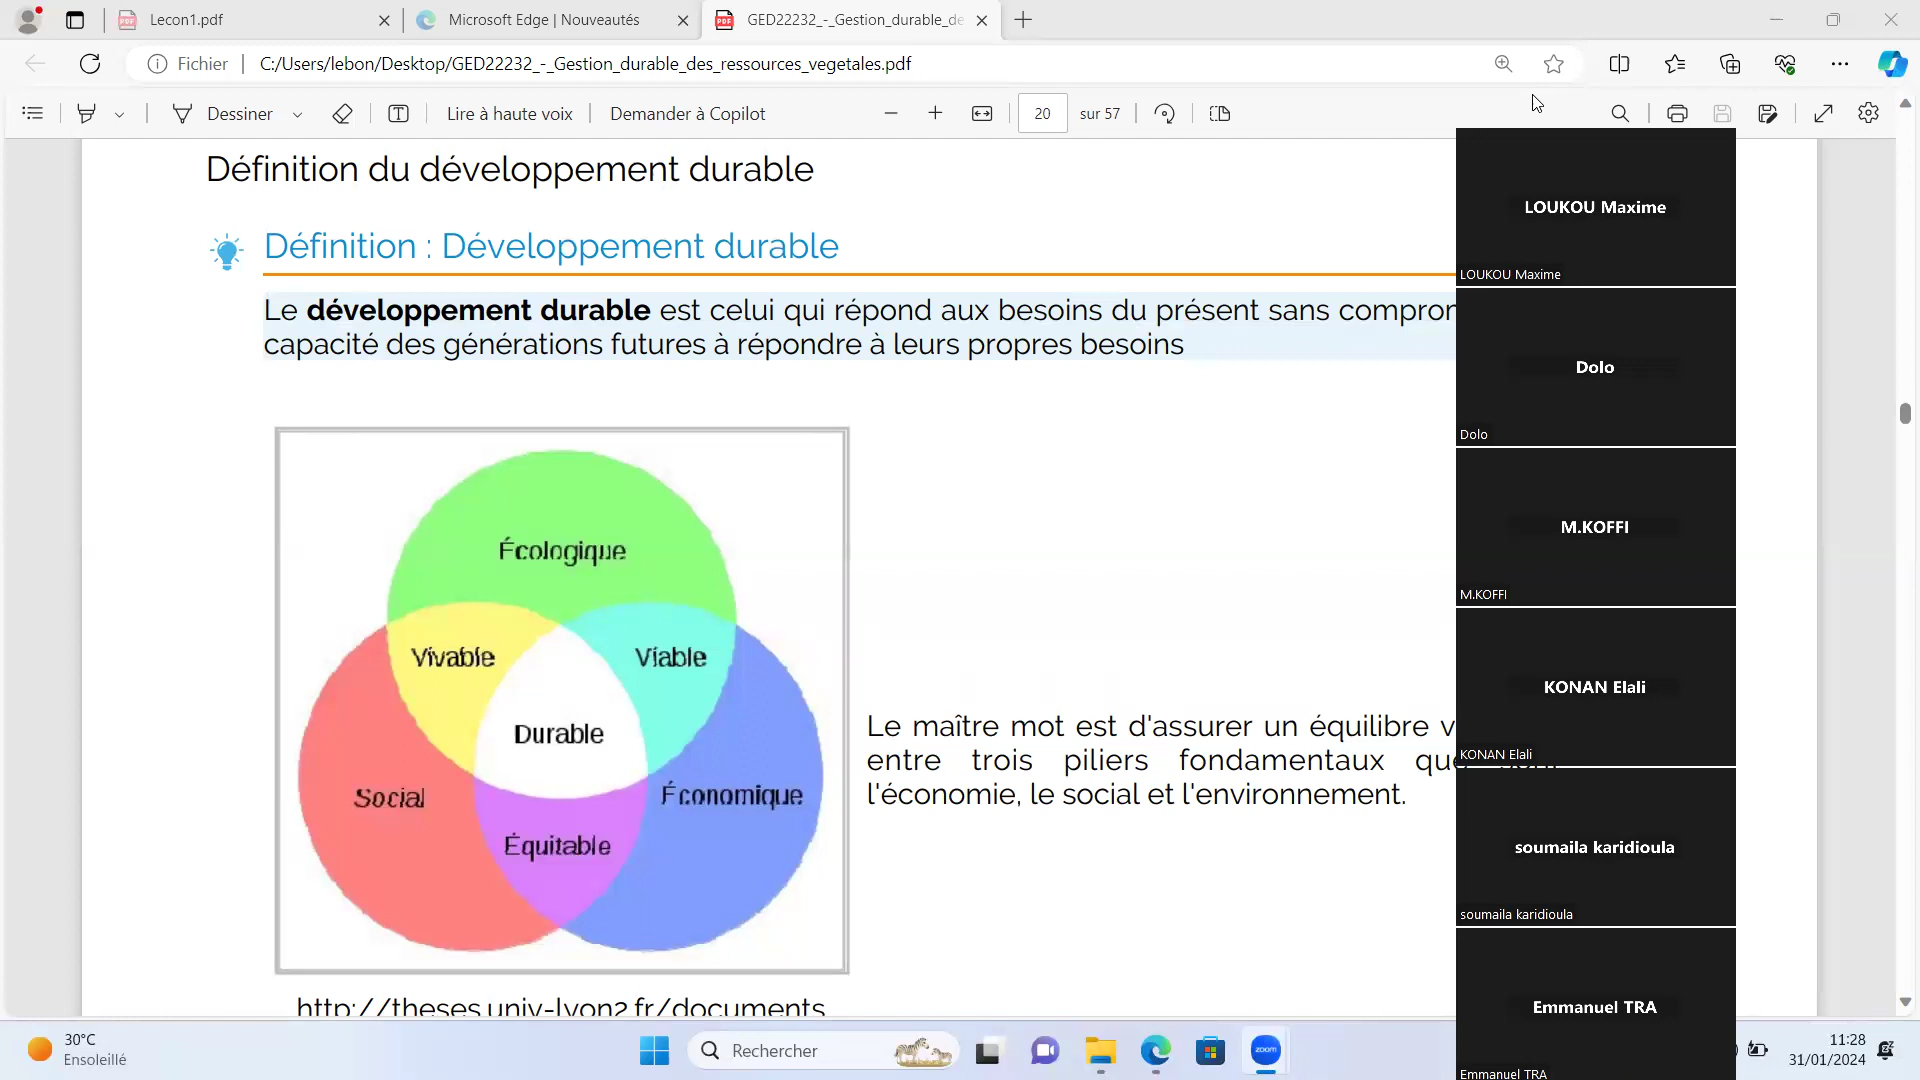 Lecon1.pdf
Microsoft Edge | Nouveautés
GED22232_-_Gestion_durable_de
Fichier
C:/Users/lebon/Desktop/GED22232_-_Gestion_durable_des_ressources_vegetales.pdf
Dessiner
Lire à haute voix
Demander à Copilot
20
sur 57
Définition du développement durable
Définition : Développement durable
Le développement durable est celui qui répond aux besoins du présent sans compron
capacité des générations futures à répondre à leurs propres besoins
Écologique
Vivable
Viable
Durable
Social
Économique
Équitable
Le maître mot est d'assurer un équilibre v
entre trois piliers fondamentaux que
l'économie, le social et l'environnement.
http://theses.univ-lyon2.fr/documents
LOUKOU Maxime
LOUKOU Maxime
Dolo
Dolo
M.KOFFI
M.KOFFI
KONAN Elali
KONAN Elali
soumaila karidioula
soumaila karidioula
Emmanuel TRA
Emmanuel TRA
30°C
Ensoleillé
Rechercher
zoom
11:28
31/01/2024